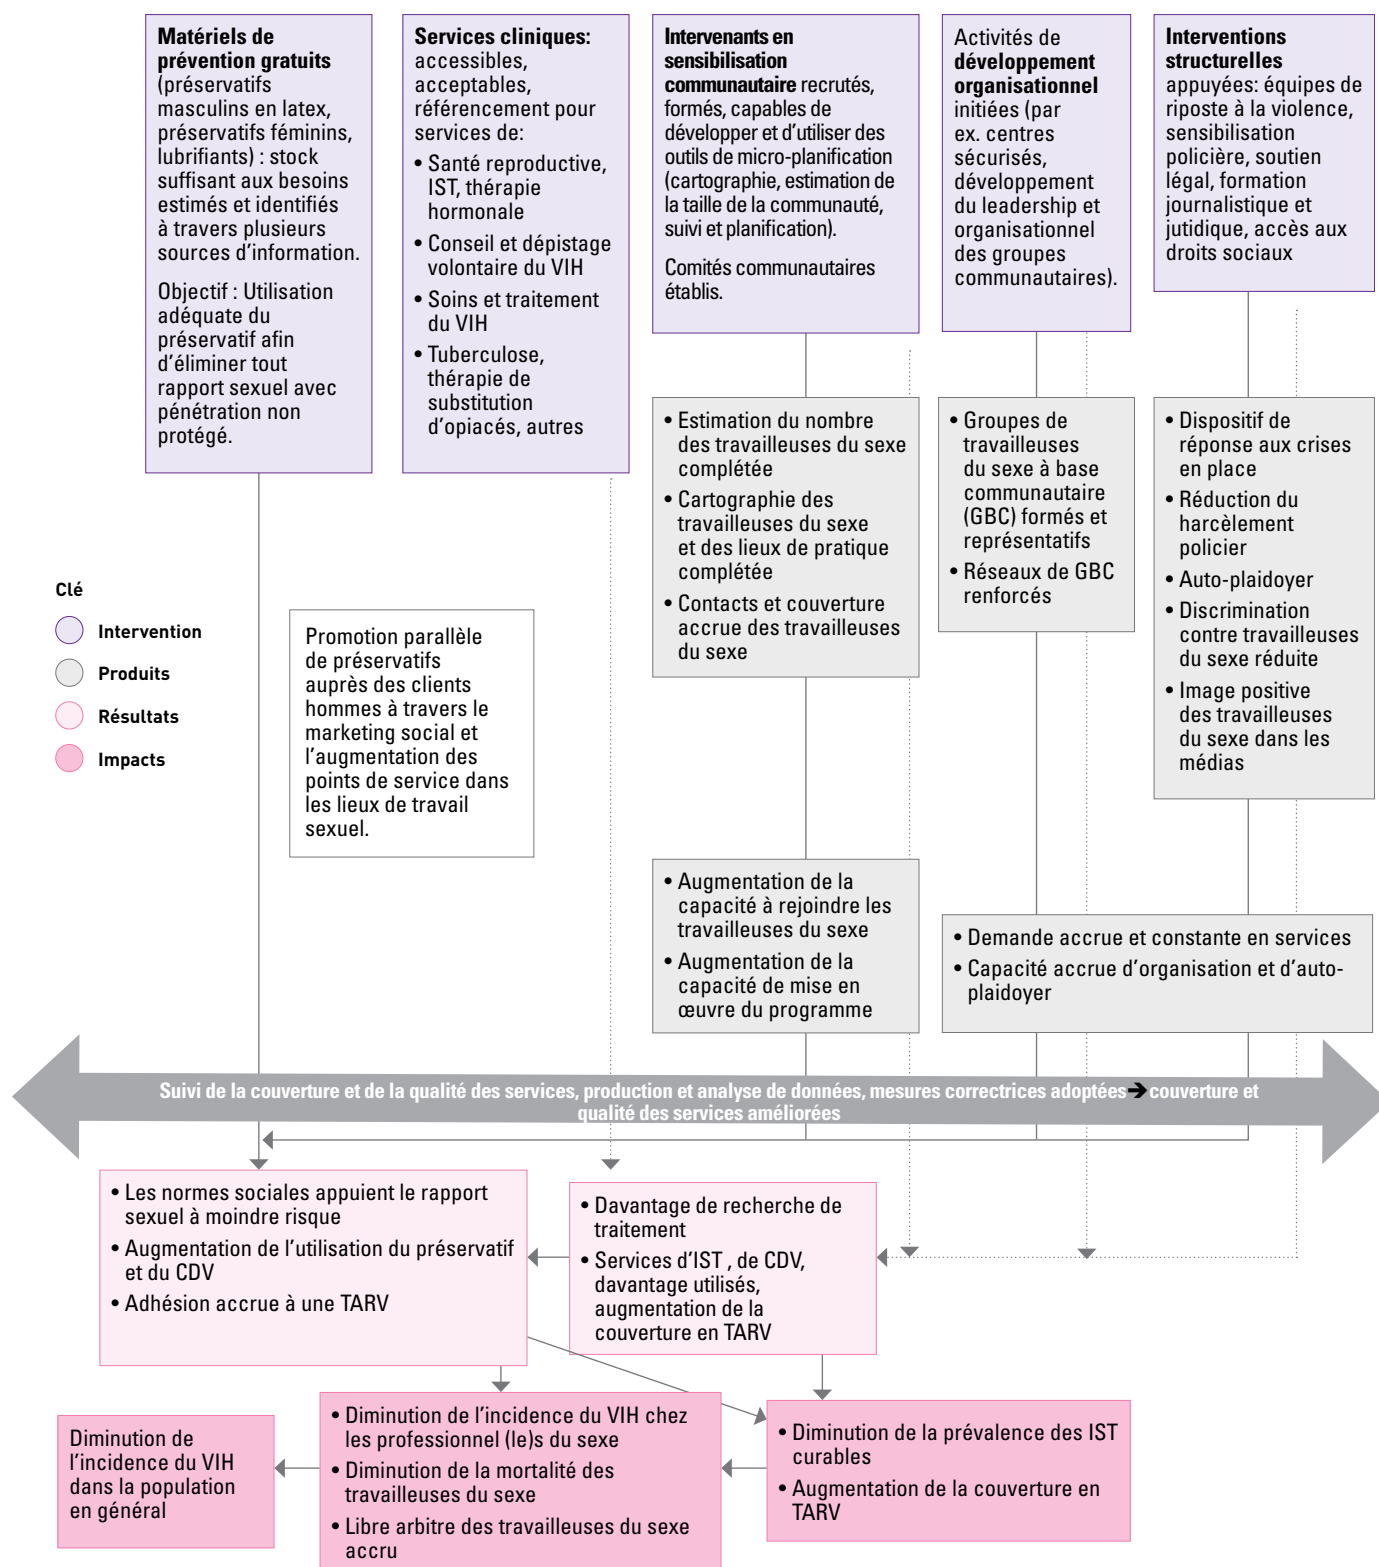 Matériels de
prévention gratuits
(préservatifs
masculins en latex,
préservatifs féminins,
lubrifiants) : stock
suffisant aux besoins
estimés et identifiés
à travers plusieurs
sources d’information.
Objectif : Utilisation
adéquate du
préservatif afin
d’éliminer tout
rapport sexuel avec
pénétration non
protégé.
Services cliniques:
accessibles,
acceptables,
référencement pour
services de:
• Santé reproductive,
IST, thérapie
hormonale
• Conseil et dépistage
volontaire du VIH
• Soins et traitement
du VIH
• Tuberculose,
thérapie de
substitution
d’opiacés, autres
Intervenants en
sensibilisation
communautaire recrutés,
formés, capables de
développer et d’utiliser des
outils de micro-planification
(cartographie, estimation de
la taille de la communauté,
suivi et planification).
Comités communautaires
établis.
Activités de
développement
organisationnel
initiées (par
ex. centres
sécurisés,
développement
du leadership et
organisationnel
des groupes
communautaires).
Interventions
structurelles
appuyées: équipes de
riposte à la violence,
sensibilisation
policière, soutien
légal, formation
journalistique et
jutidique, accès aux
droits sociaux
• Estimation du nombre
des travailleuses du sexe
complétée
• Cartographie des
travailleuses du sexe
et des lieux de pratique
complétée
• Contacts et couverture
accrue des travailleuses
du sexe
• Groupes de
travailleuses
du sexe à base
communautaire
(GBC) formés et
représentatifs
• Réseaux de GBC
renforcés
• Dispositif de
réponse aux crises
en place
• Réduction du
harcèlement
policier
• Auto-plaidoyer
• Discrimination
contre travailleuses
du sexe réduite
• Image positive
des travailleuses
du sexe dans les
médias
Clé
Intervention
Produits
Résultats
Impacts
Promotion parallèle
de préservatifs
auprès des clients
hommes à travers le
marketing social et
l’augmentation des
points de service dans
les lieux de travail
sexuel.
• Augmentation de la
capacité à rejoindre les
travailleuses du sexe
• Augmentation de la
capacité de mise en
œuvre du programme
• Demande accrue et constante en services
• Capacité accrue d’organisation et d’auto-
plaidoyer
Suivi de la couverture et de la qualité des services, production et analyse de données, mesures correctrices adoptées➔ couverture et
qualité des services améliorées
• Les normes sociales appuient le rapport
sexuel à moindre risque
• Augmentation de l’utilisation du préservatif
et du CDV
• Adhésion accrue à une TARV
• Davantage de recherche de
traitement
• Services d’IST , de CDV,
davantage utilisés,
augmentation de la
couverture en TARV
Diminution de
l’incidence du VIH
dans la population
en général
• Diminution de l’incidence du VIH chez
les professionnel (le)s du sexe
• Diminution de la mortalité des
travailleuses du sexe
• Libre arbitre des travailleuses du sexe
accru
• Diminution de la prévalence des IST
curables
• Augmentation de la couverture en
TARV